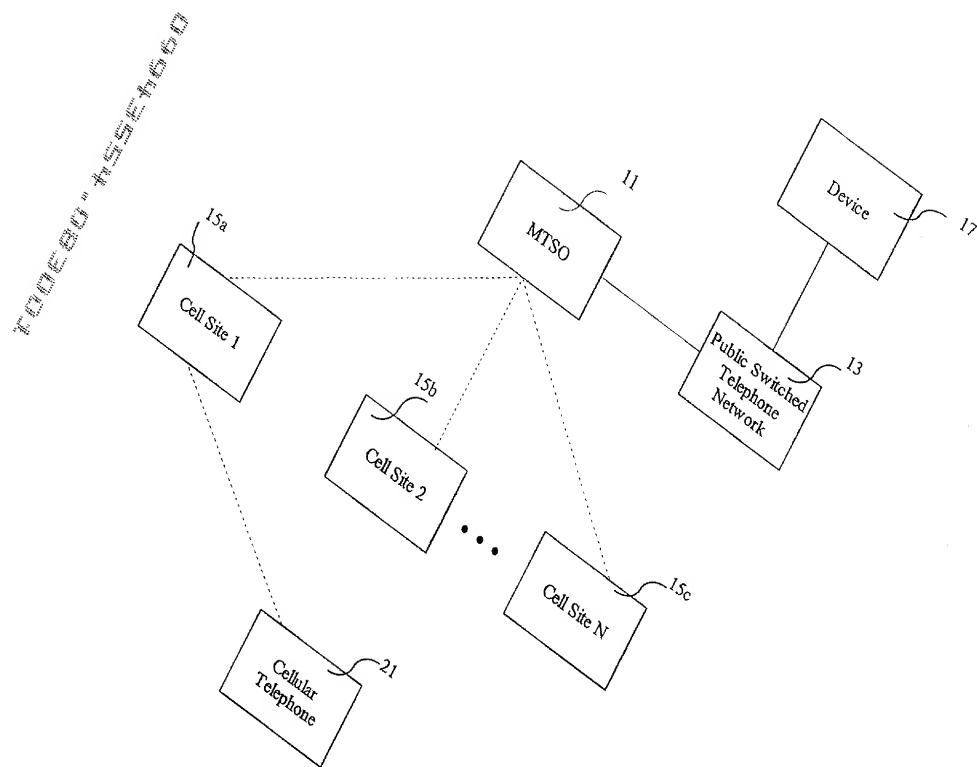 15a
Cell Site 1
11
MTSO
Device
17
Public Switched
Telephone
Network
13
15b
Cell Site 2
Cell Site N
15c
Cellular
Telephone
21